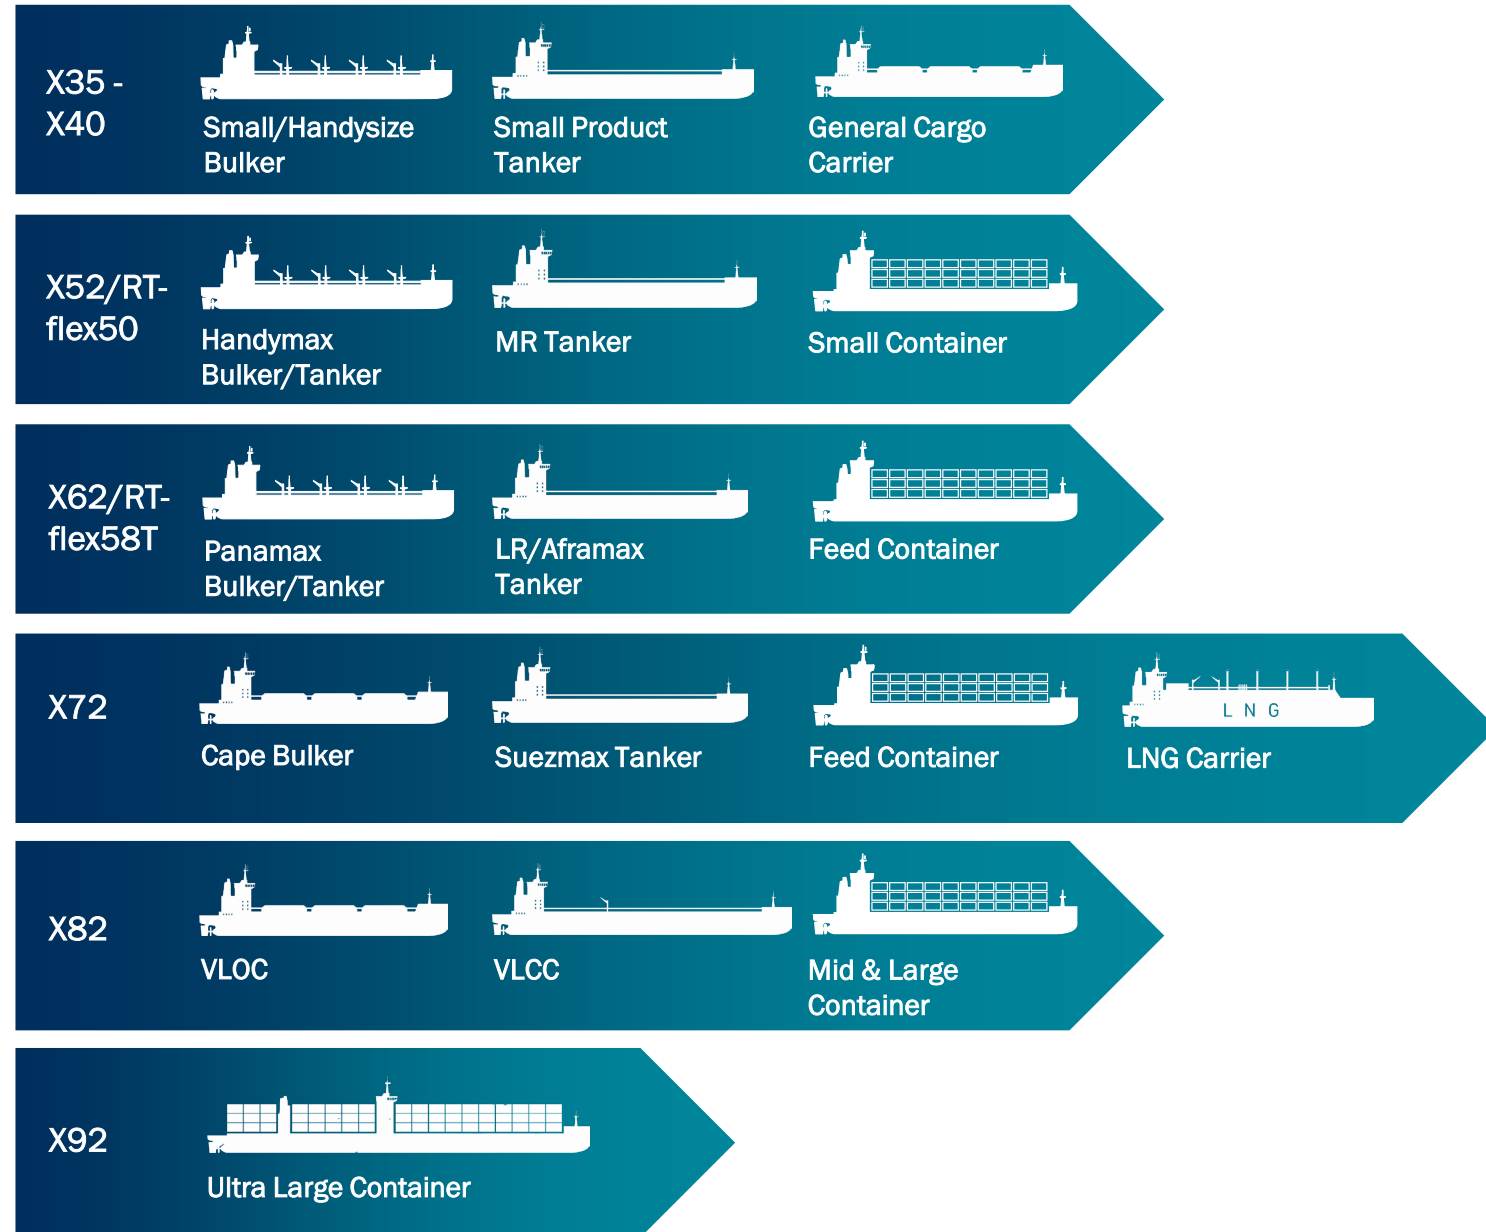 X35 -
X40
Small/Handysize
Bulker
Small Product
Tanker
General Cargo
Carrier
X52/RT-
flex50
Handymax
Bulker/Tanker
MR Tanker
Small Container
X62/RT-
flex58T
Panamax
Bulker/Tanker
LR/Aframax
Tanker
Feed Container
X72
Cape Bulker
Suezmax Tanker
Feed Container
L N G
LNG Carrier
X82
VLOC
VLCC
Mid & Large
Container
X92
Ultra Large Container